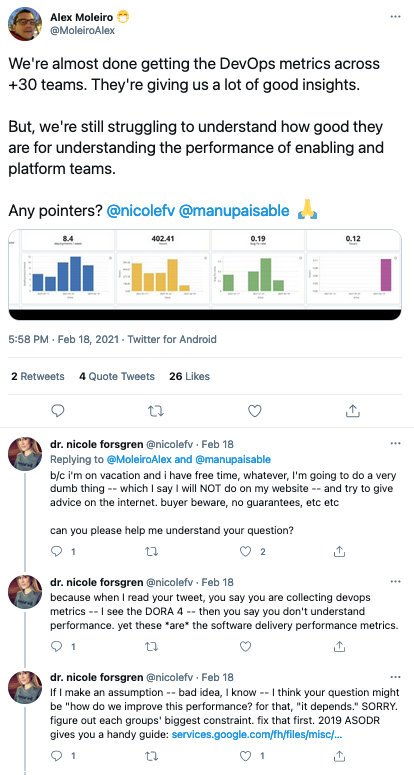 Alex Moleiro 😷
@MoleiroAlex
We're almost done getting the DevOps metrics across
+30 teams. They're giving us a lot of good insights.
But, we're still struggling to understand how good they
are for understanding the performance of enabling and
platform teams.
Any pointers? @nicolefv @manupaisable 🙏
8.4
402.41
0.19
0.12
5:58 PM · Feb 18, 2021 · Twitter for Android
2 Retweets 4 Quote Tweets 26 Likes
dr. nicole forsgren @nicolefv · Feb 18
Replying to @MoleiroAlex and @manupaisable
b/c i'm on vacation and i have free time, whatever, I'm going to do a very
dumb thing -- which I say I will NOT do on my website -- and try to give
advice on the internet. buyer beware, no guarantees, etc etc
can you please help me understand your question?
1 2
dr. nicole forsgren @nicolefv · Feb 18
because when I read your tweet, you say you are collecting devops
metrics -- I see the DORA 4 -- then you say you don't understand
performance. yet these *are* the software delivery performance metrics.
1
dr. nicole forsgren @nicolefv · Feb 18
If I make an assumption -- bad idea, I know -- I think your question might
be "how do we improve this performance? for that, "it depends." SORRY.
figure out each groups' biggest constraint. fix that first. 2019 ASODR
gives you a handy guide: services.google.com/fh/files/misc/...
1 1